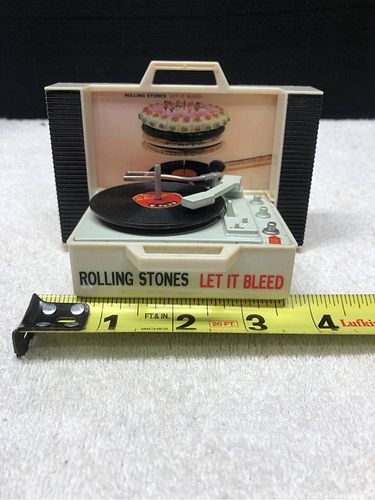 ROLLING STONES LET IT BLEED
ROLLING STONES LET IT BLEED
1 FT.& IN. 2 20 FT. 3 4 Lufkin